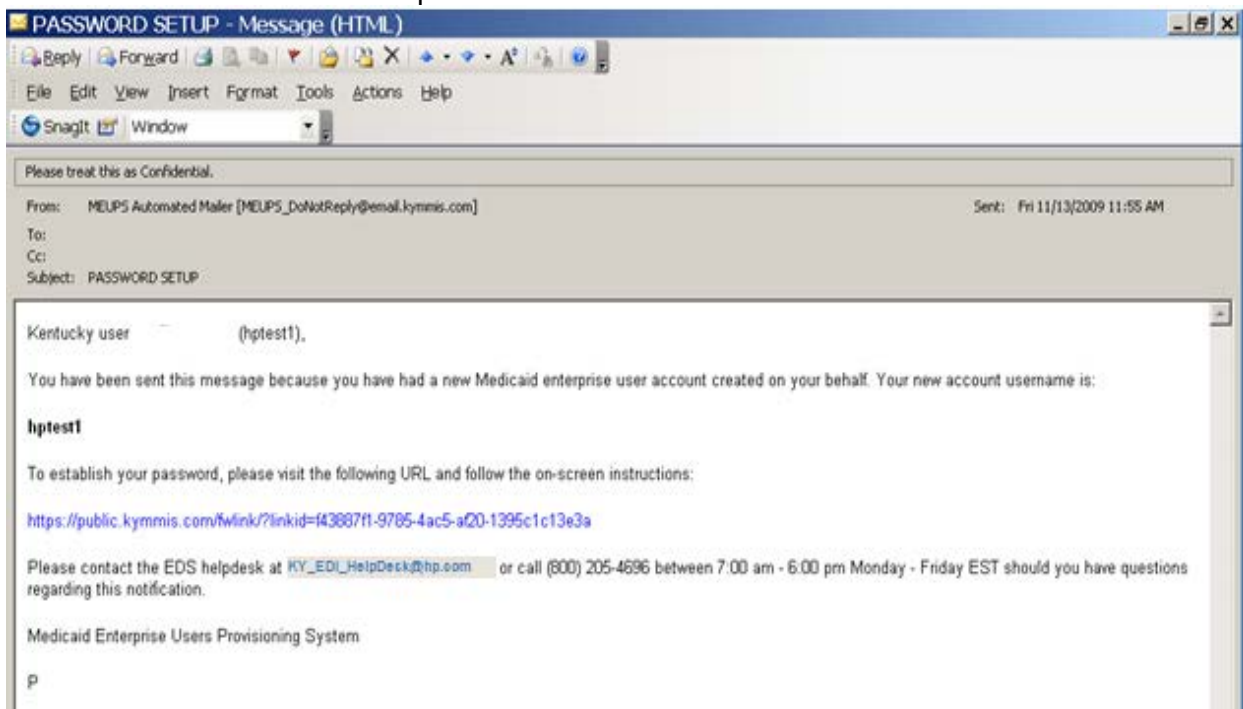 PASSWORD SETUP - Message (HTML)
Reply Forward
File Edit View Insert Format Tools Actions Help
SnagIt Window
Please treat this as Confidential.
From: MEUPS Automated Mailer [MEUPS_DoNotReply@email.kymmis.com] Sent: Fri 11/13/2009 11:55 AM
To:
Cc:
Subject: PASSWORD SETUP
Kentucky user (hptest1),
You have been sent this message because you have had a new Medicaid enterprise user account created on your behalf. Your new account username is:
hptest1
To establish your password, please visit the following URL and follow the on-screen instructions:
https://public.kymmis.com/fwlink/?linkid=f43887f1-9785-4ac5-af20-1395c1c13e3a
Please contact the EDS helpdesk at KY_EDI_HelpDesk@hp.com or call (800) 205-4696 between 7:00 am - 6:00 pm Monday - Friday EST should you have questions
regarding this notification.
Medicaid Enterprise Users Provisioning System
P